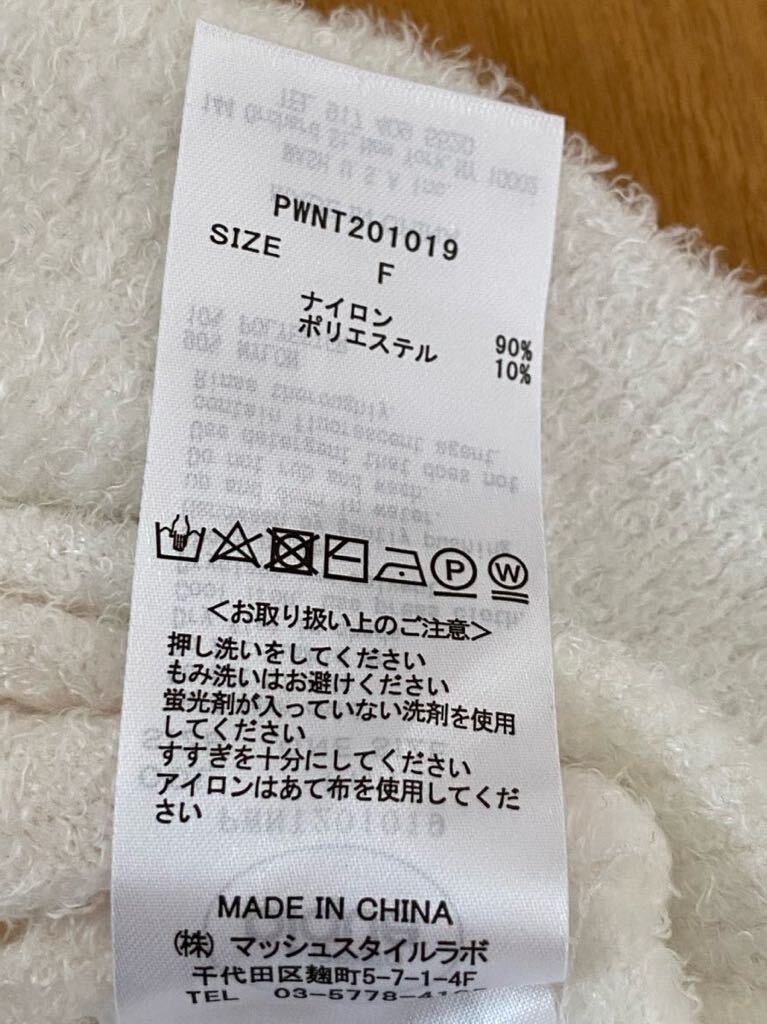 PWNT201019
SIZE F
ナイロン 90%
ポリエステル 10%
P W
<お取り扱い上のご注意>
押し洗いをしてください
もみ洗いはお避けください
蛍光剤が入っていない洗剤を使用
してください
すすぎを十分にしてください
アイロンはあて布を使用してくだ
さい
MADE IN CHINA
(株) マッシュスタイルラボ
千代田区麹町5-7-1-4F
TEL